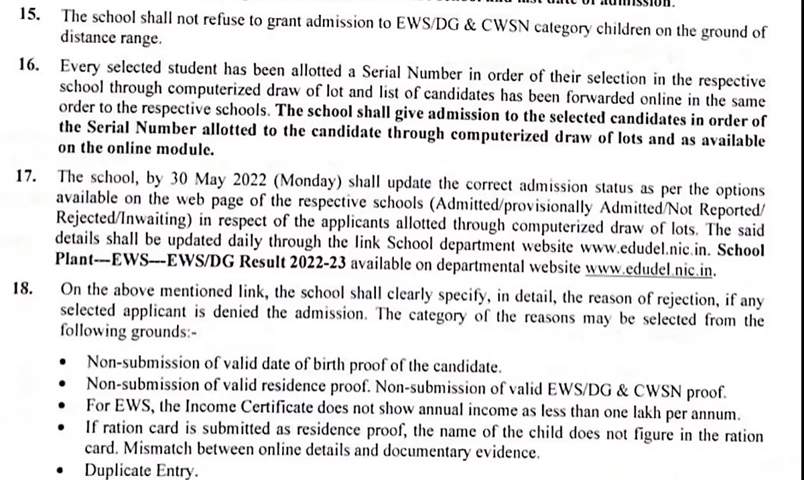 last date of admission.
15. The school shall not refuse to grant admission to EWS/DG & CWSN category children on the ground of
distance range.
16. Every selected student has been allotted a Serial Number in order of their selection in the respective
school through computerized draw of lot and list of candidates has been forwarded online in the same
order to the respective schools. The school shall give admission to the selected candidates in order of
the Serial Number allotted to the candidate through computerized draw of lots and as available
on the online module.
17. The school, by 30 May 2022 (Monday) shall update the correct admission status as per the options
available on the web page of the respective schools (Admitted/provisionally Admitted/Not Reported/
Rejected/Inwaiting) in respect of the applicants allotted through computerized draw of lots. The said
details shall be updated daily through the link School department website www.edudel.nic.in. School
Plant---EWS---EWS/DG Result 2022-23 available on departmental website www.edudel.nic.in.
18. On the above mentioned link, the school shall clearly specify, in detail, the reason of rejection, if any
selected applicant is denied the admission. The category of the reasons may be selected from the
following grounds:-
• Non-submission of valid date of birth proof of the candidate.
• Non-submission of valid residence proof. Non-submission of valid EWS/DG & CWSN proof.
• For EWS, the Income Certificate does not show annual income as less than one lakh per annum.
• If ration card is submitted as residence proof, the name of the child does not figure in the ration
card. Mismatch between online details and documentary evidence.
• Duplicate Entry.